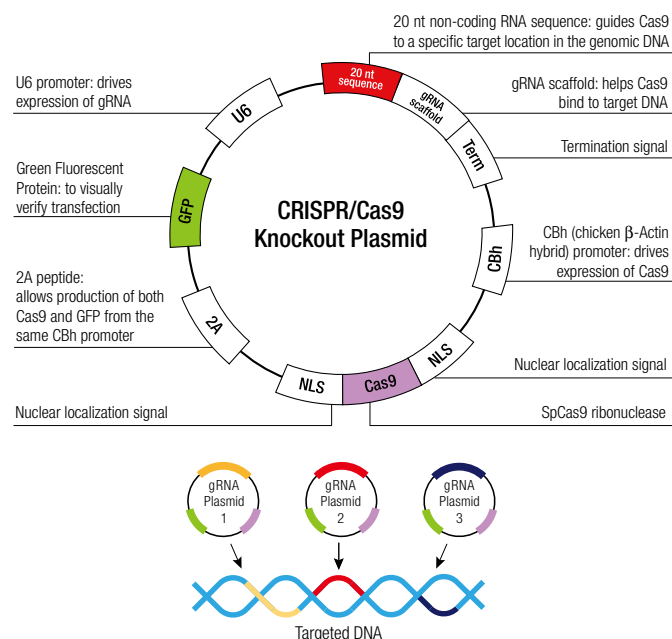 20 nt non-coding RNA sequence: guides Cas9
to a specific target location in the genomic DNA
20 nt
sequence
U6 promoter: drives
expression of gRNA
U6
gRNA
scaffold
gRNA scaffold: helps Cas9
bind to target DNA
Term
Termination signal
Green Fluorescent
Protein: to visually
verify transfection
GFP
CRISPR/Cas9
Knockout Plasmid
CBh
CBh (chicken β-Actin
hybrid) promoter: drives
expression of Cas9
2A peptide:
allows production of both
Cas9 and GFP from the
same CBh promoter
2A
NLS
Cas9
NLS
Nuclear localization signal
Nuclear localization signal
SpCas9 ribonuclease
gRNA
Plasmid
1
gRNA
Plasmid
2
gRNA
Plasmid
3
Targeted DNA